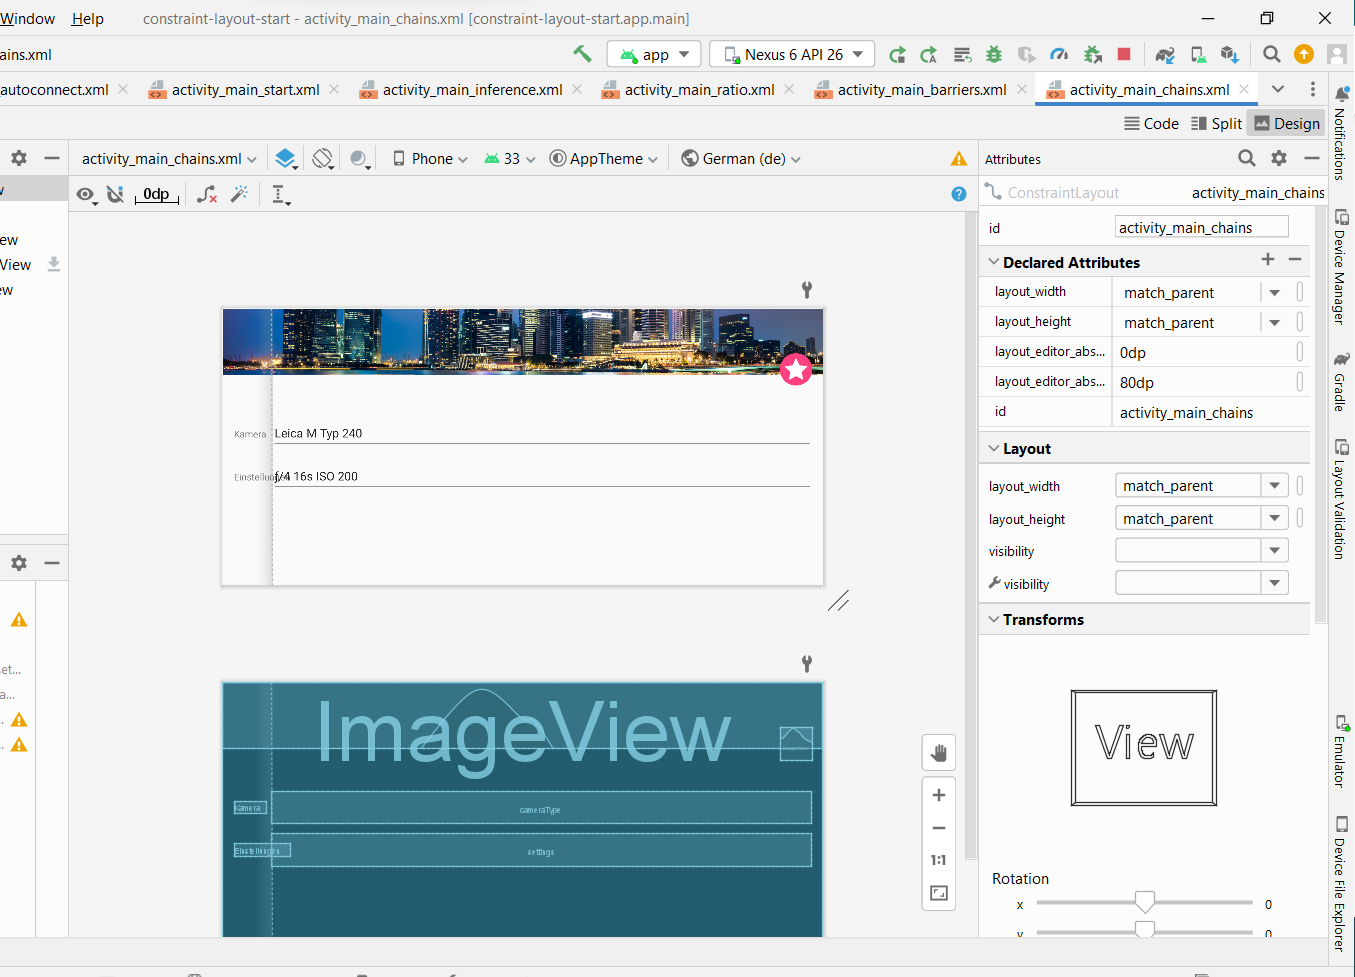 Window Help constraint-layout-start - activity_main_chains.xml [constraint-layout-start.app.main]
ains.xml app Nexus 6 API 26
autoconnect.xml activity_main_start.xml activity_main_inference.xml activity_main_ratio.xml activity_main_barriers.xml activity_main_chains.xml
Code Split Design
activity_main_chains.xml Phone 33 AppTheme German (de)
0dp
ew
View
ew
Kamera Leica M Typ 240
Einstellungen f/4 16s ISO 200
et...
a...
ImageView
Kamera cameraType
Einstellungen settings
1:1
Attributes
ConstraintLayout activity_main_chains
id activity_main_chains
Declared Attributes
layout_width match_parent
layout_height match_parent
layout_editor_abs... 0dp
layout_editor_abs... 80dp
id activity_main_chains
Layout
layout_width match_parent
layout_height match_parent
visibility
visibility
Transforms
View
Rotation
x 0
y 0
Notifications
Device Manager
Gradle
Layout Validation
Emulator
Device File Explorer